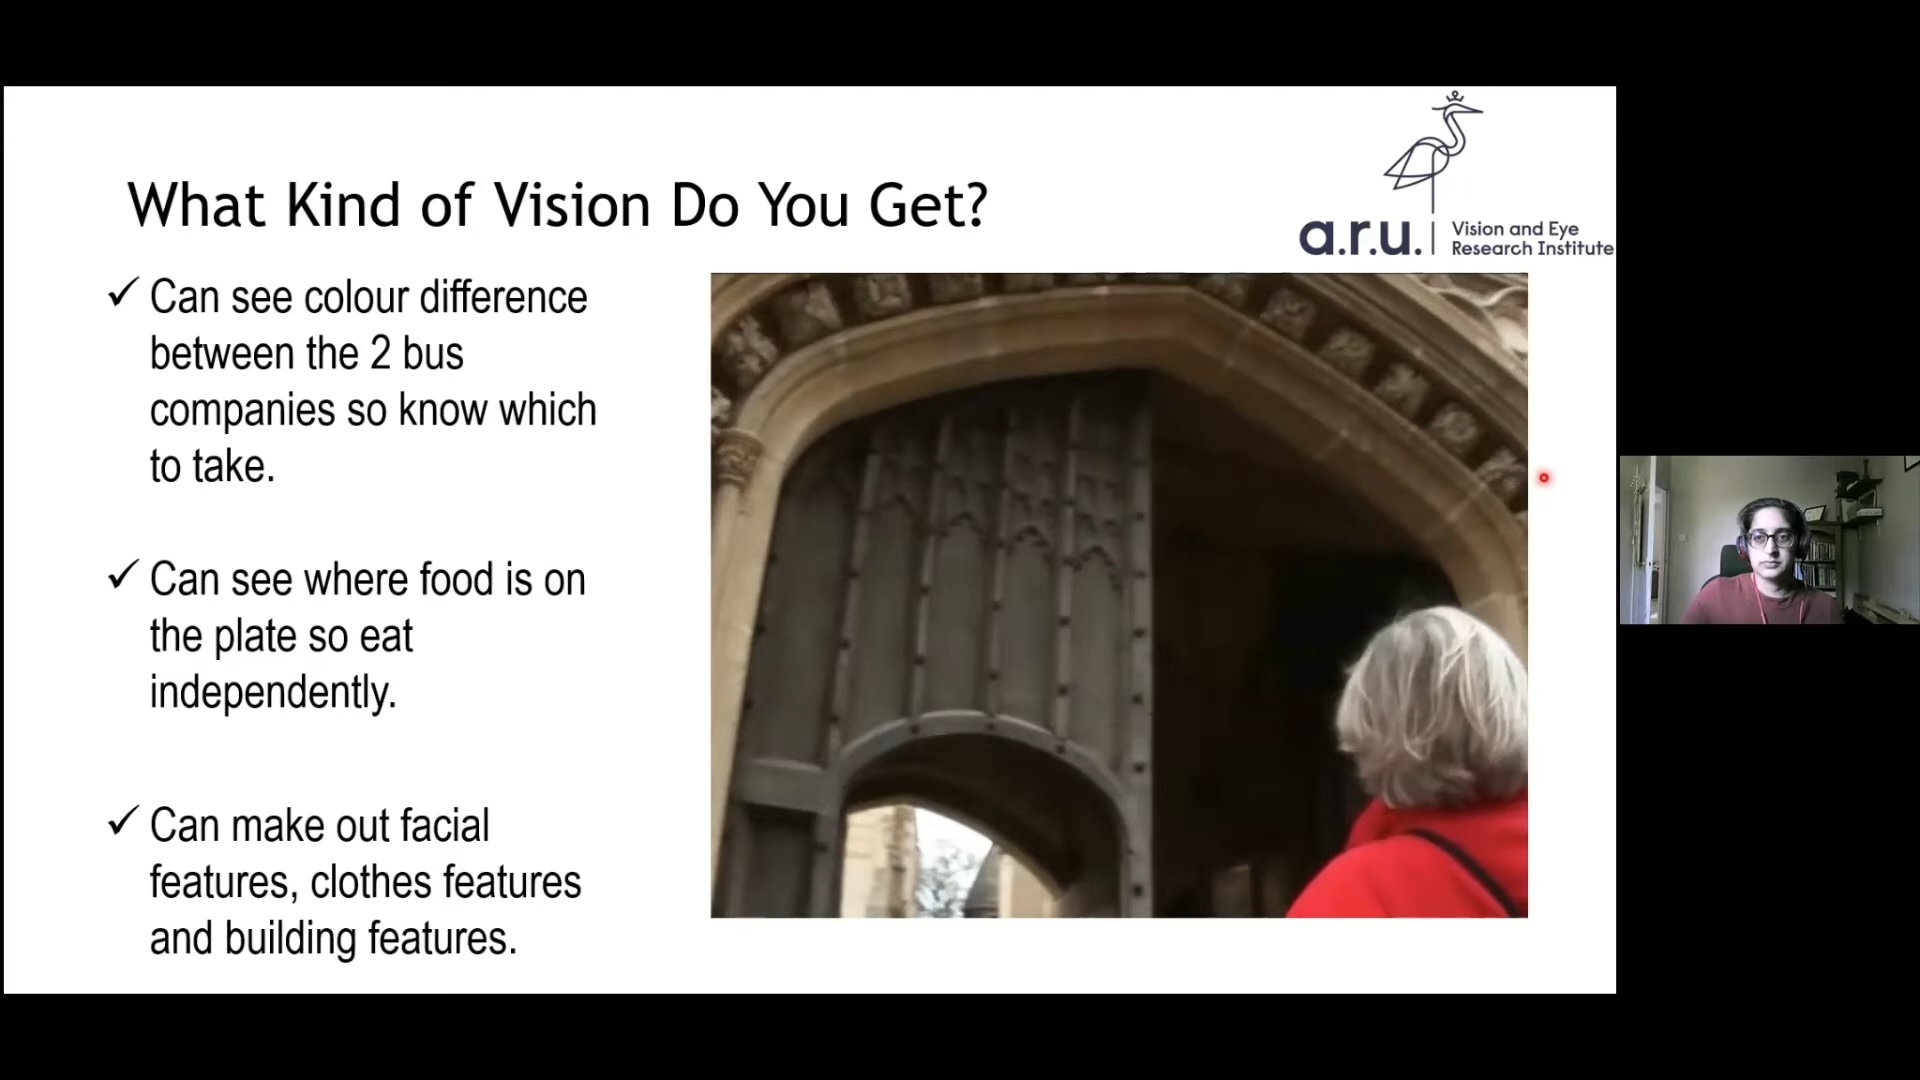 What Kind of Vision Do You Get?
a.r.u. Vision and Eye
Research Institute
✓ Can see colour difference
between the 2 bus
companies so know which
to take.
✓ Can see where food is on
the plate so eat
independently.
✓ Can make out facial
features, clothes features
and building features.